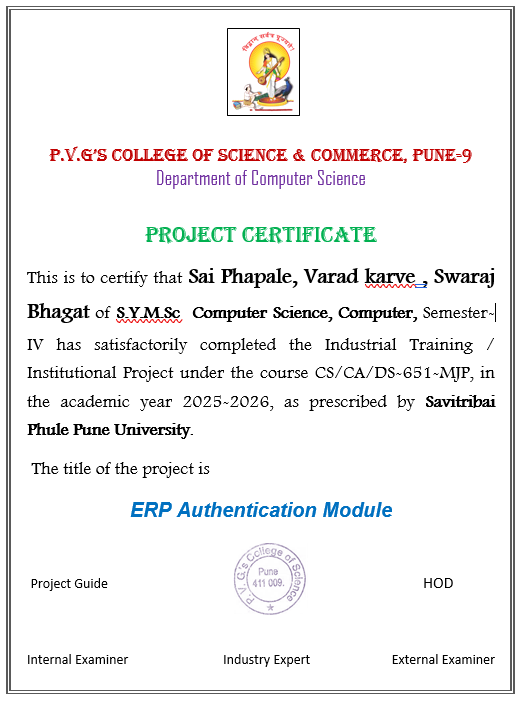 विद्वान् सर्वत्र पूज्यते!
P.V.G'S COLLEGE OF SCIENCE & COMMERCE, PUNE-9
Department of Computer Science
PROJECT CERTIFICATE
This is to certify that Sai Phapale, Varad karve , Swaraj
Bhagat of S.Y.M.Sc Computer Science, Computer, Semester-
IV has satisfactorily completed the Industrial Training /
Institutional Project under the course CS/CA/DS-651-MJP, in
the academic year 2025-2026, as prescribed by Savitribai
Phule Pune University.
The title of the project is
ERP Authentication Module
P. V. G's College of Science
Pune
411 009.
Project Guide HOD
Internal Examiner Industry Expert External Examiner